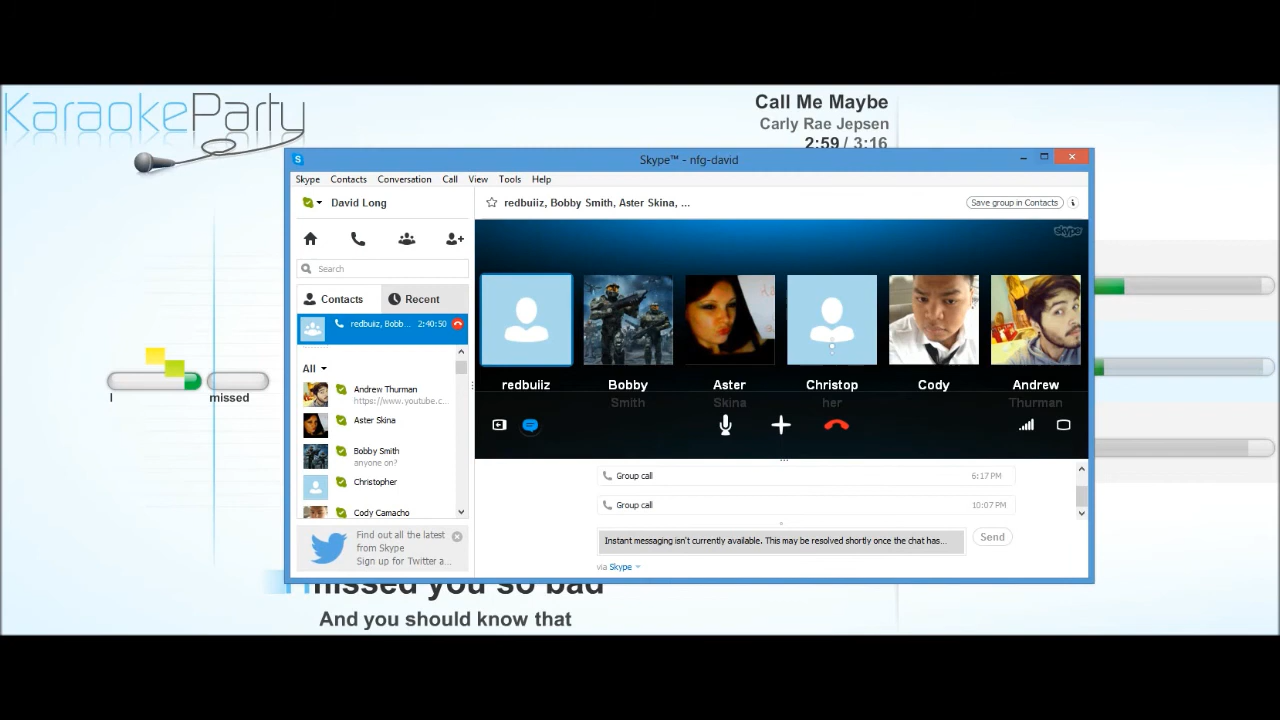 KaraokeParty
Call Me Maybe
Carly Rae Jepsen
2:59 / 3:16
Skype™ - nfg-david
Skype Contacts Conversation Call View Tools Help
David Long
redbuiiz, Bobby Smith, Aster Skina, ...
Save group in Contacts
skype
Search
Contacts
Recent
redbuiiz, Bobb... 2:40:50
All
Andrew Thurman
https://www.youtube.c...
Aster Skina
Bobby Smith
anyone on?
Christopher
Cody Camacho
Find out all the latest
from Skype
Sign up for Twitter a...
redbuiiz
Bobby
Smith
Aster
Skina
Christop
her
Cody
Andrew
Thurman
Group call 6:17 PM
Group call 10:07 PM
Instant messaging isn't currently available. This may be resolved shortly once the chat has...
Send
via Skype
I missed
I missed you so bad
And you should know that